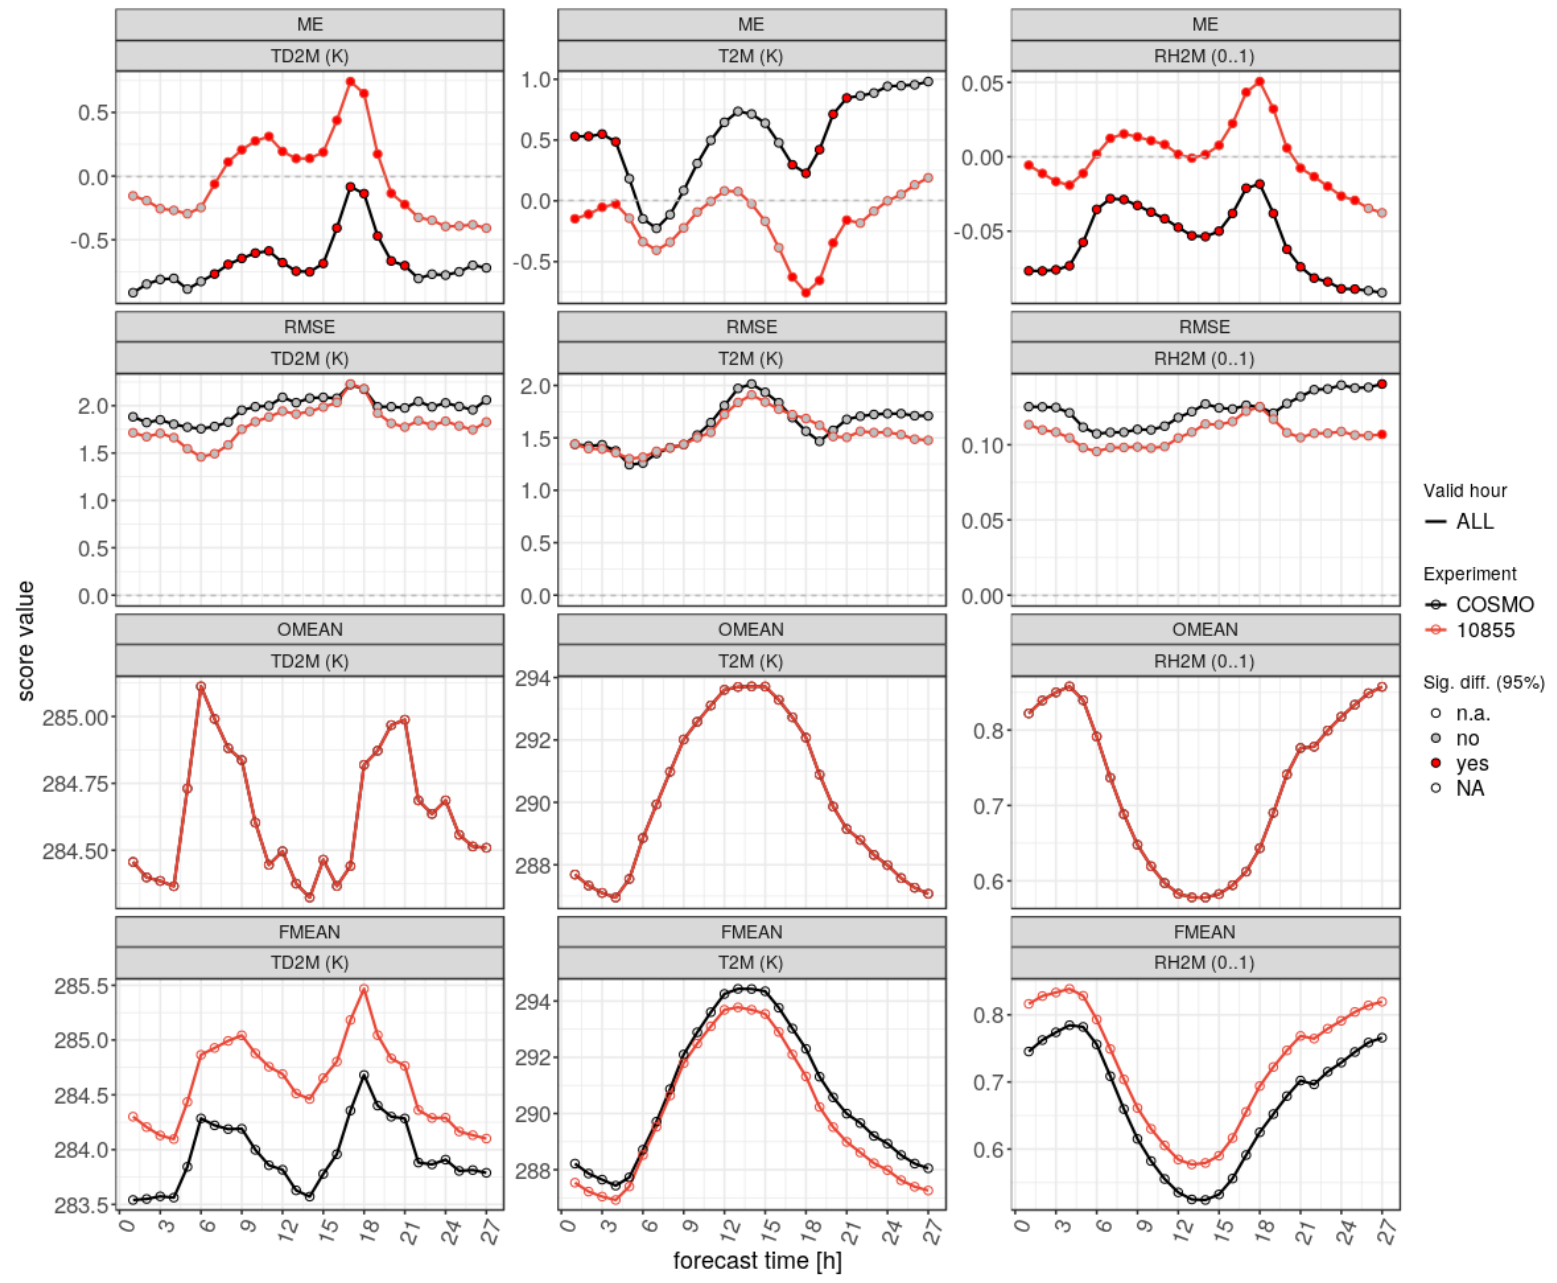 ME
ME
ME
TD2M (K)
T2M (K)
RH2M (0..1)
0.5
0.0
-0.5
1.0
0.5
0.0
-0.5
0.05
0.00
-0.05
RMSE
RMSE
RMSE
TD2M (K)
T2M (K)
RH2M (0..1)
2.0
1.5
1.0
0.5
0.0
2.0
1.5
1.0
0.5
0.0
0.10
0.05
0.00
OMEAN
OMEAN
OMEAN
TD2M (K)
T2M (K)
RH2M (0..1)
285.00
284.75
284.50
294
292
290
288
0.8
0.7
0.6
FMEAN
FMEAN
FMEAN
TD2M (K)
T2M (K)
RH2M (0..1)
285.5
285.0
284.5
284.0
283.5
294
292
290
288
0.8
0.7
0.6
0 3 6 9 12 15 18 21 24 27
0 3 6 9 12 15 18 21 24 27
0 3 6 9 12 15 18 21 24 27
forecast time [h]
score value
Valid hour
ALL
Experiment
COSMO
10855
Sig. diff. (95%)
n.a.
no
yes
NA